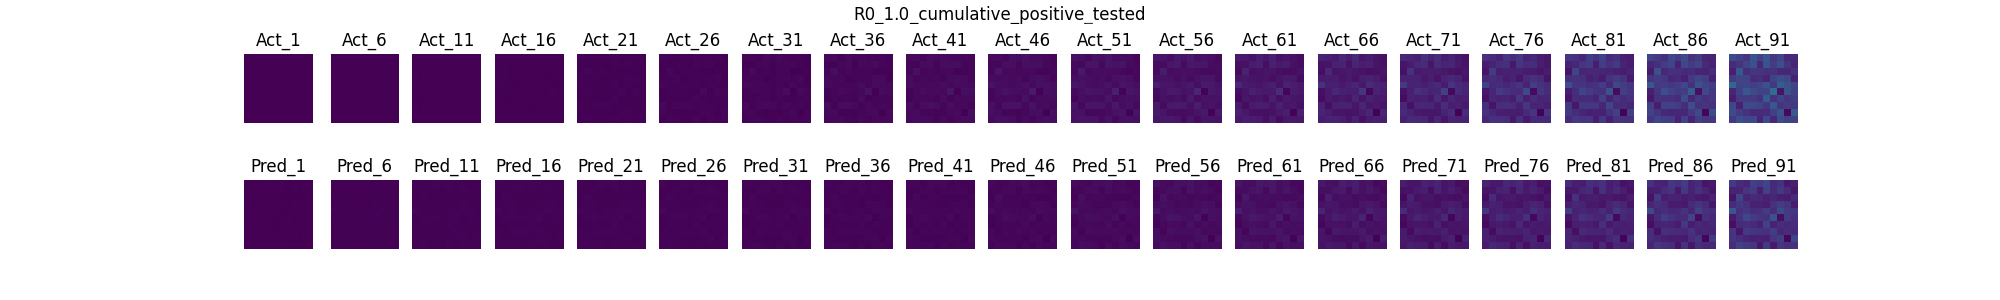 R0_1.0_cumulative_positive_tested
Act_1 Act_6 Act_11 Act_16 Act_21 Act_26 Act_31 Act_36 Act_41 Act_46 Act_51 Act_56 Act_61 Act_66 Act_71 Act_76 Act_81 Act_86 Act_91
Pred_1 Pred_6 Pred_11 Pred_16 Pred_21 Pred_26 Pred_31 Pred_36 Pred_41 Pred_46 Pred_51 Pred_56 Pred_61 Pred_66 Pred_71 Pred_76 Pred_81 Pred_86 Pred_91